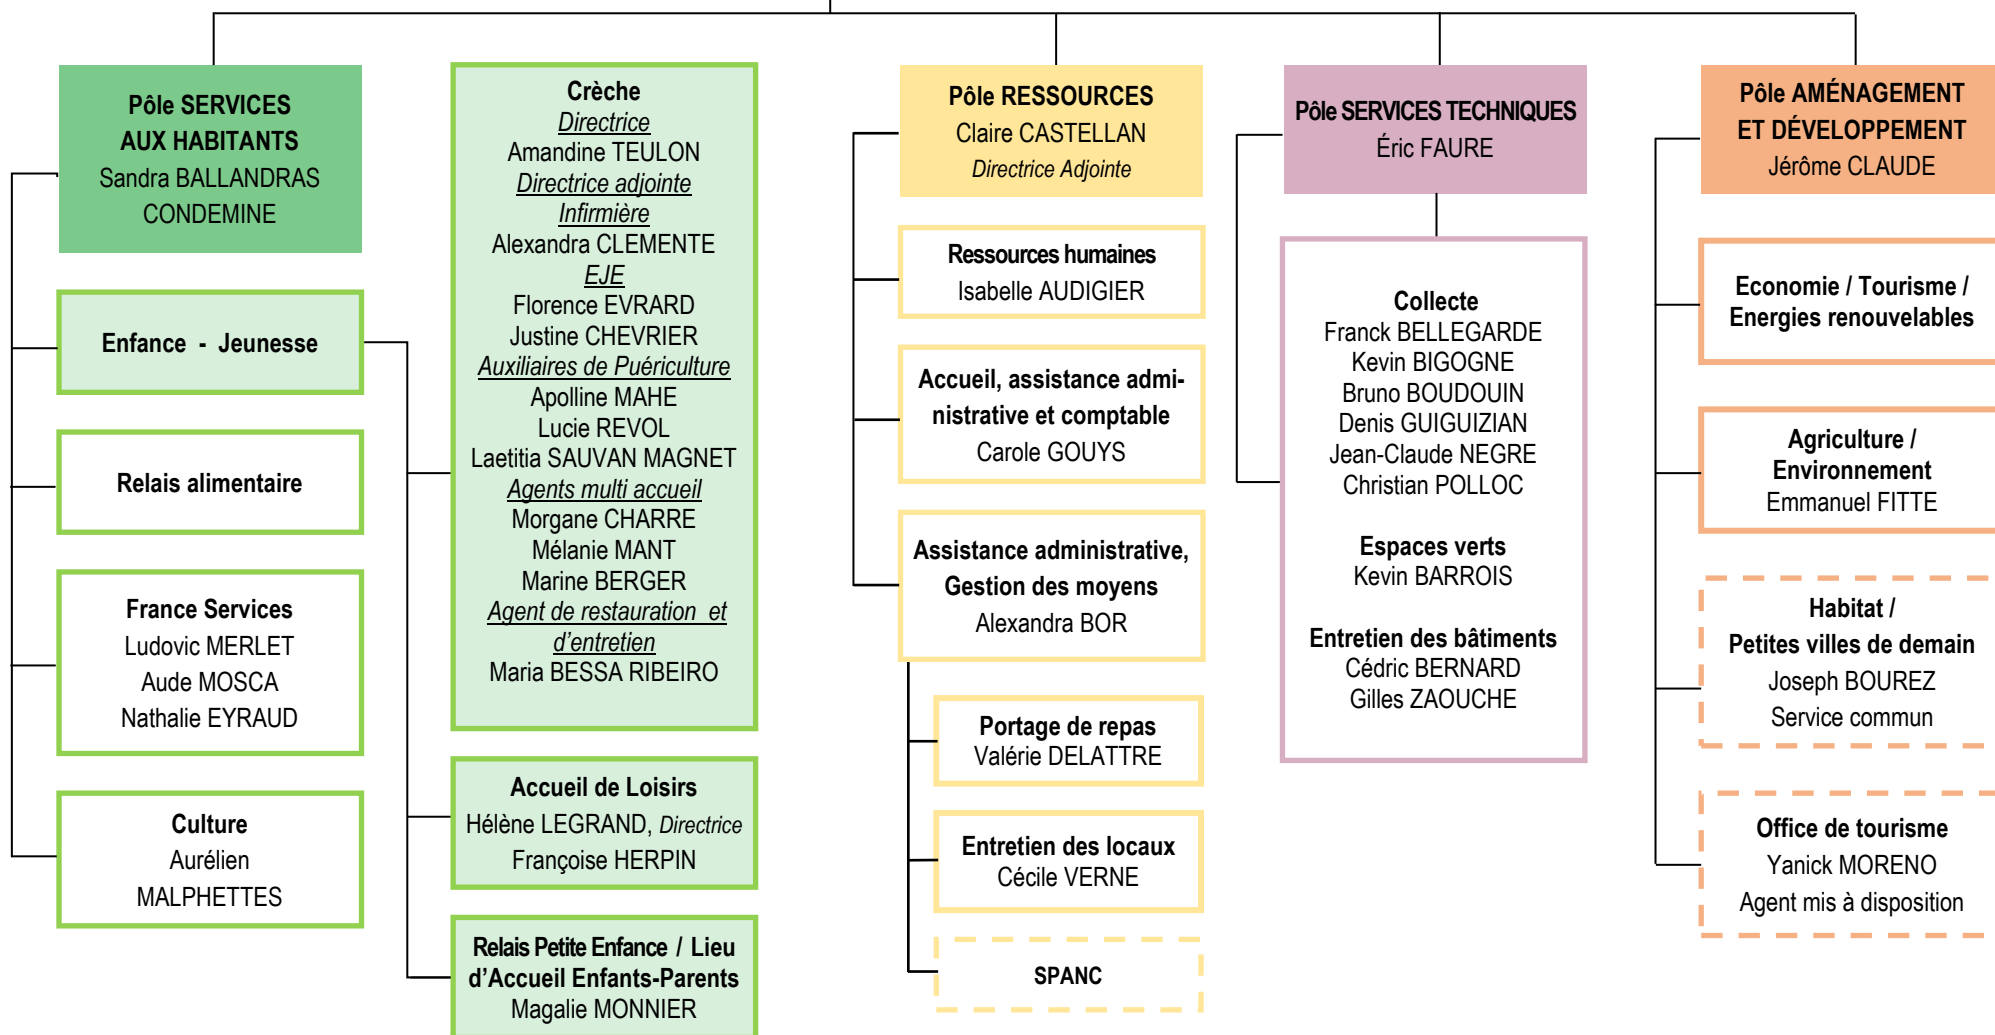 Pôle SERVICES
AUX HABITANTS
Sandra BALLANDRAS
CONDEMINE
Enfance - Jeunesse
Relais alimentaire
France Services
Ludovic MERLET
Aude MOSCA
Nathalie EYRAUD
Culture
Aurélien
MALPHETTES
Crèche
Directrice
Amandine TEULON
Directrice adjointe
Infirmière
Alexandra CLEMENTE
EJE
Florence EVRARD
Justine CHEVRIER
Auxiliaires de Puériculture
Apolline MAHE
Lucie REVOL
Laetitia SAUVAN MAGNET
Agents multi accueil
Morgane CHARRE
Mélanie MANT
Marine BERGER
Agent de restauration et
d'entretien
Maria BESSA RIBEIRO
Accueil de Loisirs
Hélène LEGRAND, Directrice
Françoise HERPIN
Relais Petite Enfance / Lieu
d'Accueil Enfants-Parents
Magalie MONNIER
Pôle RESSOURCES
Claire CASTELLAN
Directrice Adjointe
Ressources humaines
Isabelle AUDIGIER
Accueil, assistance admi-
nistrative et comptable
Carole GOUYS
Assistance administrative,
Gestion des moyens
Alexandra BOR
Portage de repas
Valérie DELATTRE
Entretien des locaux
Cécile VERNE
SPANC
Pôle SERVICES TECHNIQUES
Éric FAURE
Collecte
Franck BELLEGARDE
Kevin BIGOGNE
Bruno BOUDOUIN
Denis GUIGUIZIAN
Jean-Claude NEGRE
Christian POLLOC
Espaces verts
Kevin BARROIS
Entretien des bâtiments
Cédric BERNARD
Gilles ZAOUCHE
Pôle AMÉNAGEMENT
ET DÉVELOPPEMENT
Jérôme CLAUDE
Economie / Tourisme /
Energies renouvelables
Agriculture /
Environnement
Emmanuel FITTE
Habitat /
Petites villes de demain
Joseph BOUREZ
Service commun
Office de tourisme
Yanick MORENO
Agent mis à disposition